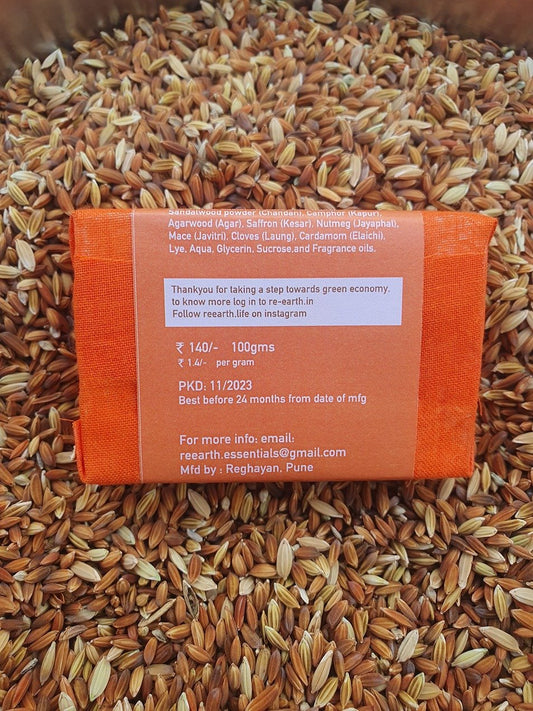 Sandalwood powder (Chandan), Camphor (Kapur),
Agarwood (Agar), Saffron (Kesar), Nutmeg (Jayaphal),
Mace (Javitri), Cloves (Laung), Cardamom (Elaichi),
Lye, Aqua, Glycerin, Sucrose,and Fragrance oils.
Thankyou for taking a step towards green economy,
to know more log in to re-earth.in
Follow reearth.life on instagram
₹ 140/- 100gms
₹ 1.4/- per gram
PKD: 11/2023
Best before 24 months from date of mfg
For more info: email:
reearth.essentials@gmail.com
Mfd by : Reghayan, Pune